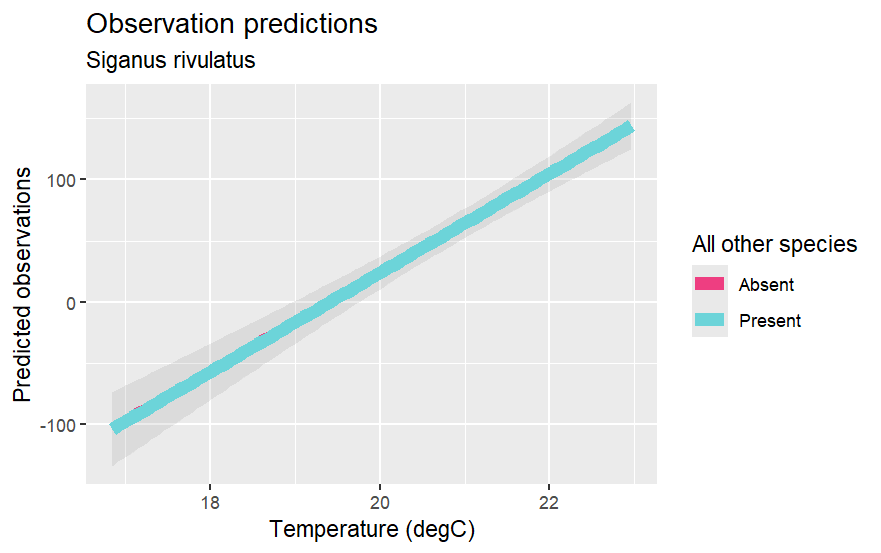 Observation predictions
Siganus rivulatus
Predicted observations
100
0
-100
18
20
22
Temperature (degC)
All other species
Absent
Present